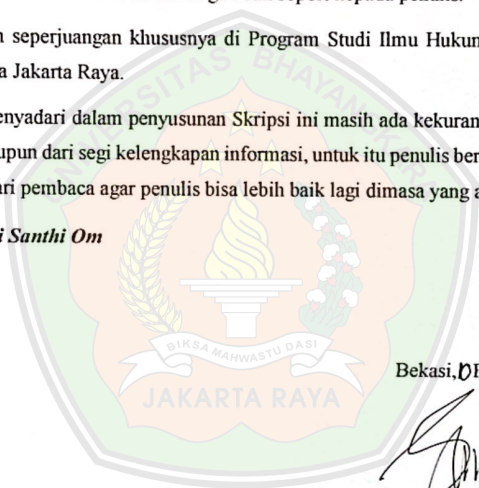 seperjuangan khususnya di Program Studi Ilmu Hukum
a Jakarta Raya.
enyadari dalam penyusunan Skripsi ini masih ada kekuran
upun dari segi kelengkapan informasi, untuk itu penulis ber
ari pembaca agar penulis bisa lebih baik lagi dimasa yang a
i Santhi Om
UNIVERSITAS BHAYANGKARA
BIKSA MAHWASTU DASI
JAKARTA RAYA
Bekasi,